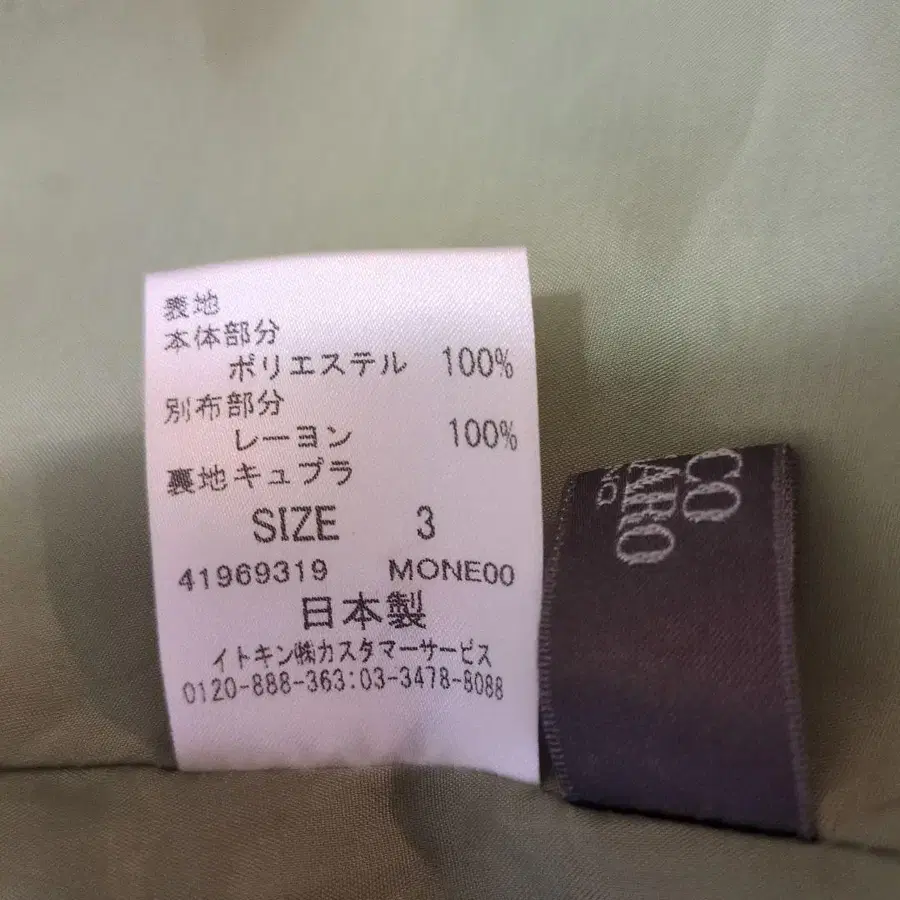 表地
本体部分
ポリエステル 100%
別布部分
レーヨン 100%
裏地キュプラ
SIZE 3
41969319 MONE00
日本製
イトキン㈱カスタマーサービス
0120-888-363:03-3478-8088
CO
ARO